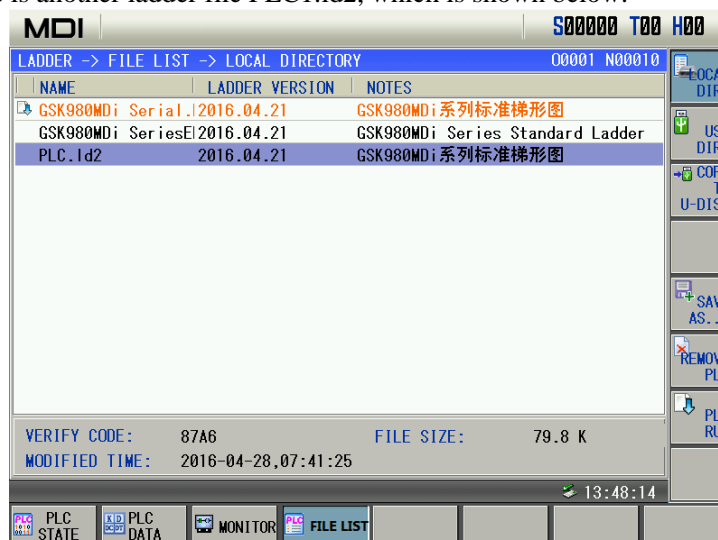 is another ladder file PLC1.ld2, which is shown below.
MDI S00000 T00 H00
LADDER -> FILE LIST -> LOCAL DIRECTORY O0001 N00010
NAME LADDER VERSION NOTES
GSK980MDi Serial.l 2016.04.21 GSK980MDi系列标准梯形图
GSK980MDi SeriesEl 2016.04.21 GSK980MDi Series Standard Ladder
PLC.ld2 2016.04.21 GSK980MDi系列标准梯形图
LOCA
DIR
US
DIR
COP
T
U-DIS
SAV
AS..
REMOV
PL
PL
RU
VERIFY CODE: 87A6 FILE SIZE: 79.8 K
MODIFIED TIME: 2016-04-28,07:41:25
13:48:14
PLC STATE
PLC DATA
MONITOR
FILE LIST